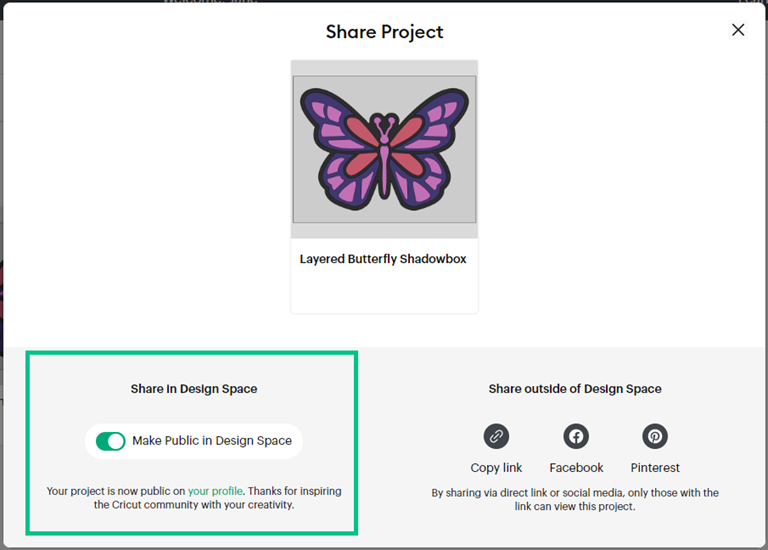 Share Project
Layered Butterfly Shadowbox
Share in Design Space
Make Public in Design Space
Your project is now public on your profile. Thanks for inspiring
the Cricut community with your creativity.
Share outside of Design Space
Copy link
Facebook
Pinterest
By sharing via direct link or social media, only those with the
link can view this project.